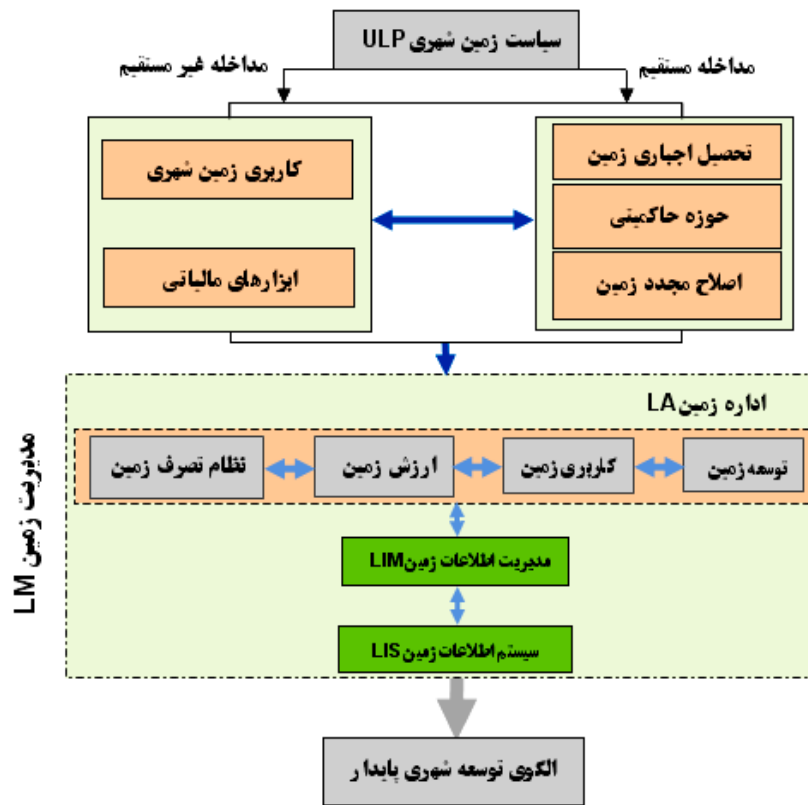 سیاست زمین شهری ULP
مداخله مستقیم
مداخله غیر مستقیم
تحصیل اجباری زمین
حوزه حاکمیتی
اصلاح مجدد زمین
کاربری زمین شهری
ابزارهای مالیاتی
اداره زمین LA
توسعه زمین
کاربری زمین
ارزش زمین
نظام تصرف زمین
مدیریت اطلاعات زمین LIM
سیستم اطلاعات زمین LIS
مدیریت زمین LM
الگوی توسعه شهری پایدار